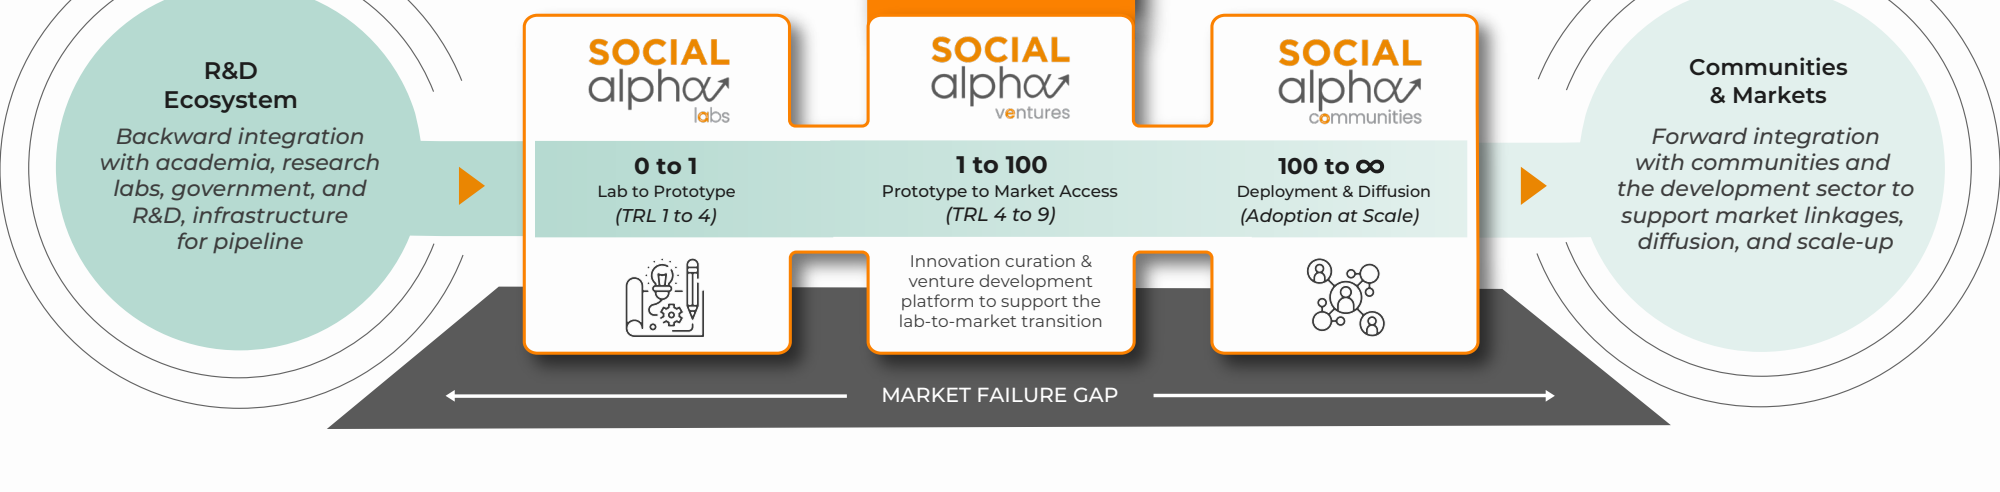 R&D
Ecosystem
Backward integration
with academia, research
labs, government, and
R&D, infrastructure
for pipeline
SOCIAL
alpha
labs
0 to 1
Lab to Prototype
(TRL 1 to 4)
SOCIAL
alpha
ventures
1 to 100
Prototype to Market Access
(TRL 4 to 9)
Innovation curation &
venture development
platform to support the
lab-to-market transition
SOCIAL
alpha
communities
100 to ∞
Deployment & Diffusion
(Adoption at Scale)
Communities
& Markets
Forward integration
with communities and
the development sector to
support market linkages,
diffusion, and scale-up
MARKET FAILURE GAP